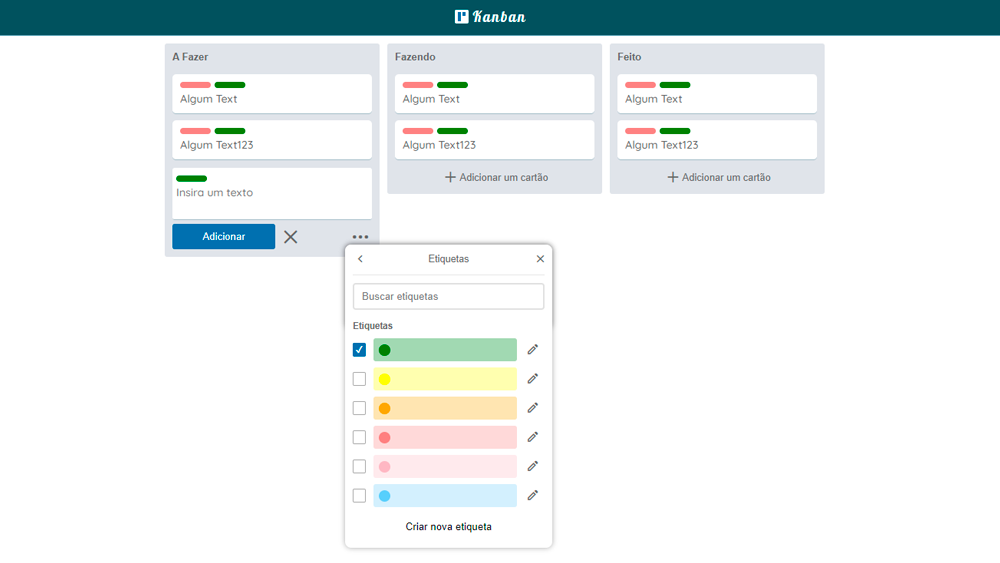 Kanban
A Fazer
Algum Text
Algum Text123
Insira um texto
Adicionar
Fazendo
Algum Text
Algum Text123
Adicionar um cartão
Feito
Algum Text
Algum Text123
Adicionar um cartão
Etiquetas
Buscar etiquetas
Etiquetas
Criar nova etiqueta